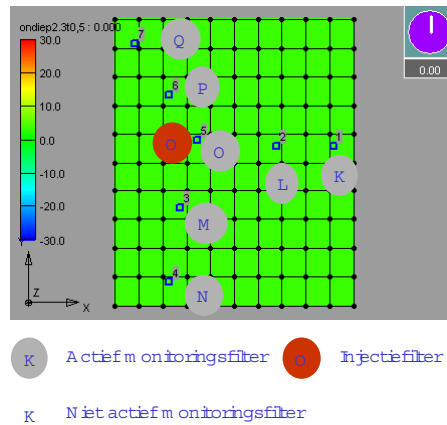 ondiep2.3t0,5 : 0.000
30.0
20.0
10.0
0.0
-10.0
-20.0
-30.0
0.00
7
Q
6
P
5
O
O
2
1
L
K
3
M
4
N
Y
Z
X
K Actief monitoringsfilter O Injectiefilter
K Niet actief monitoringsfilter